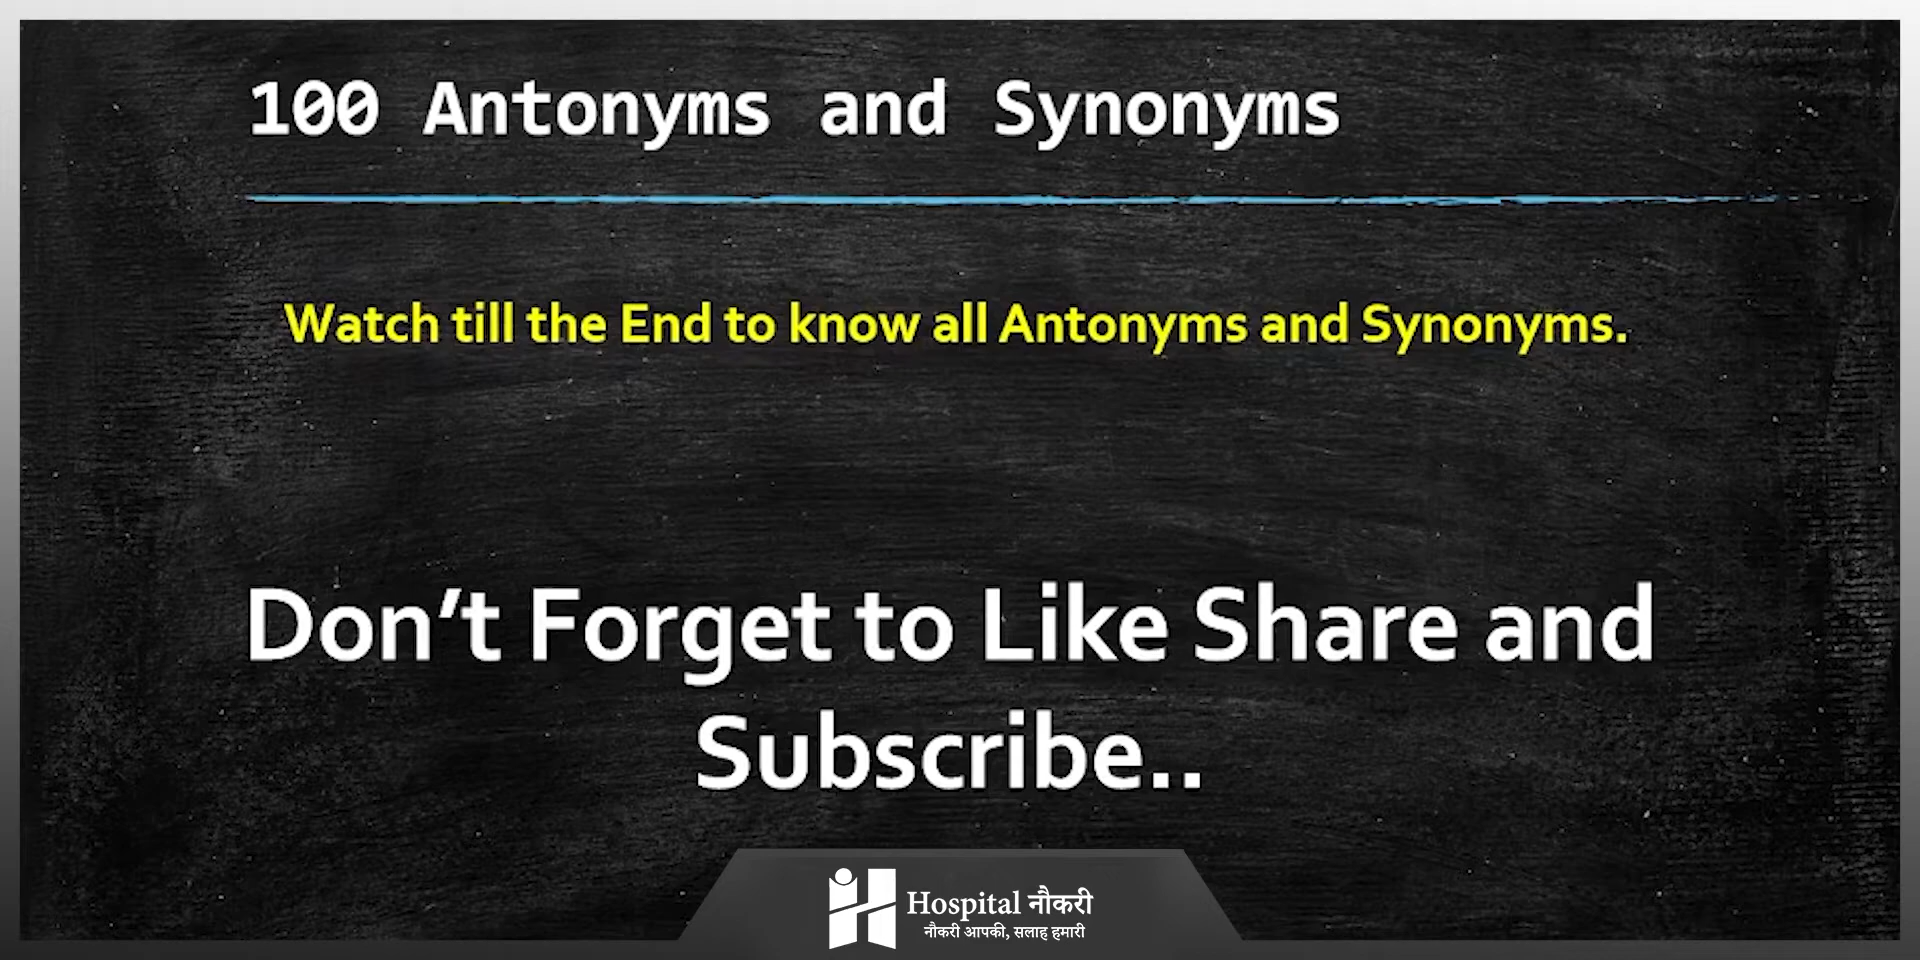 100 Antonyms and Synonyms
Watch till the End to know all Antonyms and Synonyms.
Don’t Forget to Like Share and
Subscribe..
Hospital नौकरी
नौकरी आपकी, सलाह हमारी